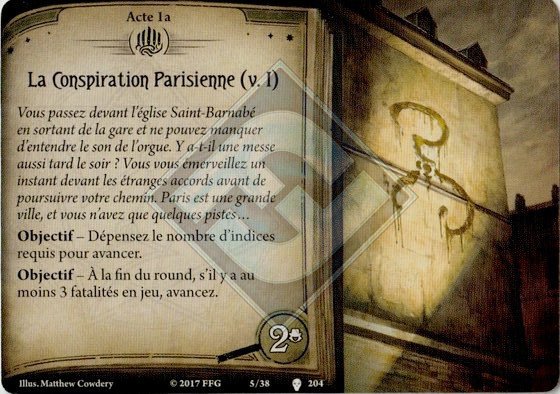 Acte 1a
La Conspiration Parisienne (v. I)
Vous passez devant l'église Saint-Barnabé
en sortant de la gare et ne pouvez manquer
d'entendre le son de l'orgue. Y a-t-il une messe
aussi tard le soir ? Vous vous émerveillez un
instant devant les étranges accords avant de
poursuivre votre chemin. Paris est une grande
ville, et vous n'avez que quelques pistes…
Objectif – Dépensez le nombre d'indices
requis pour avancer.
Objectif – À la fin du round, s'il y a au
moins 3 fatalités en jeu, avancez.
2
Illus. Matthew Cowdery © 2017 FFG 5/38 204